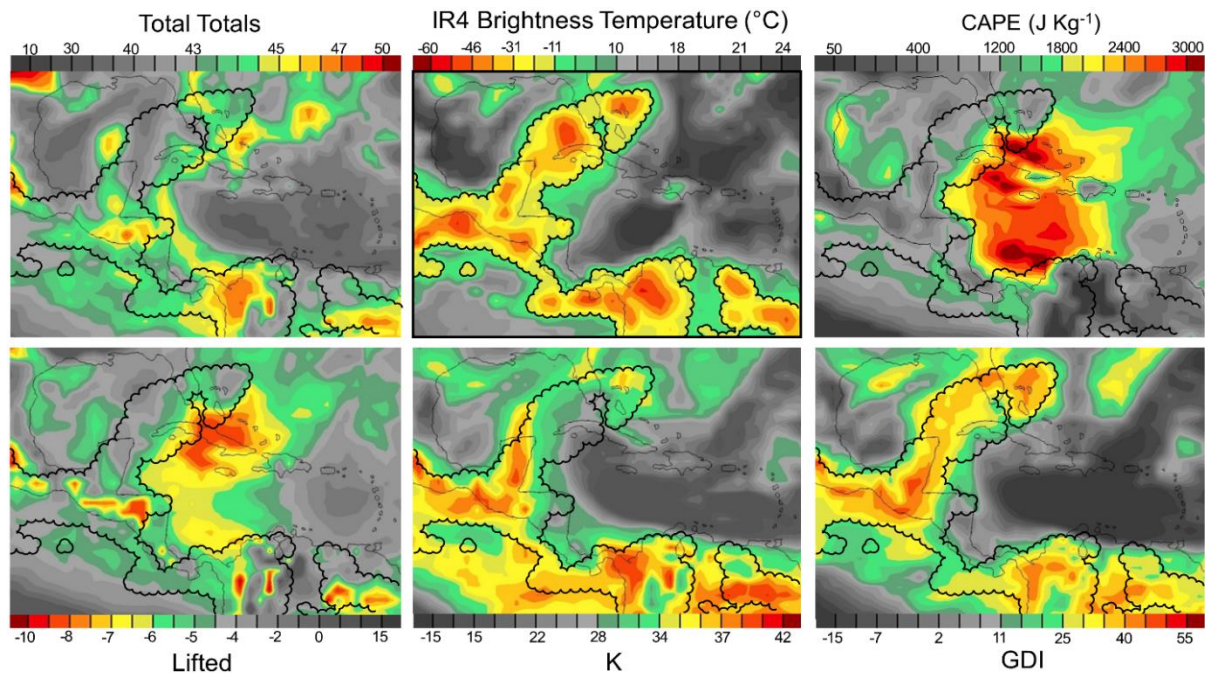 Total Totals
IR4 Brightness Temperature (°C)
CAPE (J Kg-1)
10 30 40 43 45 47 50
-60 -46 -31 -11 10 18 21 24
50 400 1200 1800 2400 3000
-10 -8 -7 -6 -5 -4 -2 0 15
-15 15 22 28 34 37 42
-15 -7 2 11 25 40 55
Lifted
K
GDI